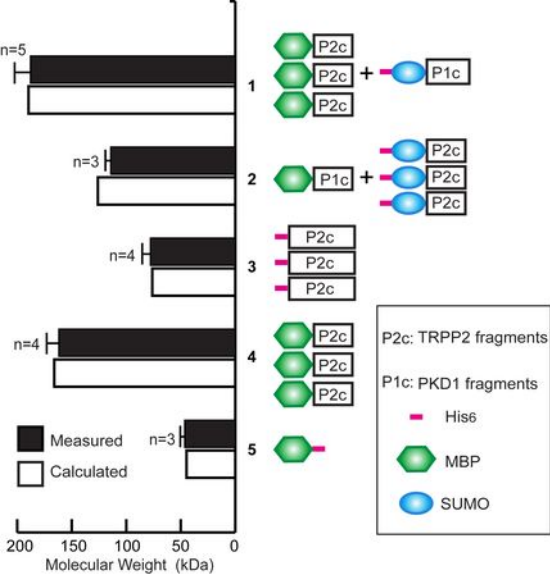 n=5
1
P2c
P2c
P2c
+
P1c
n=3
2
P1c
+
P2c
P2c
P2c
n=4
3
P2c
P2c
P2c
n=4
4
P2c
P2c
P2c
n=3
5
Measured
Calculated
200 150 100 50 0
Molecular Weight (kDa)
P2c: TRPP2 fragments
P1c: PKD1 fragments
His6
MBP
SUMO